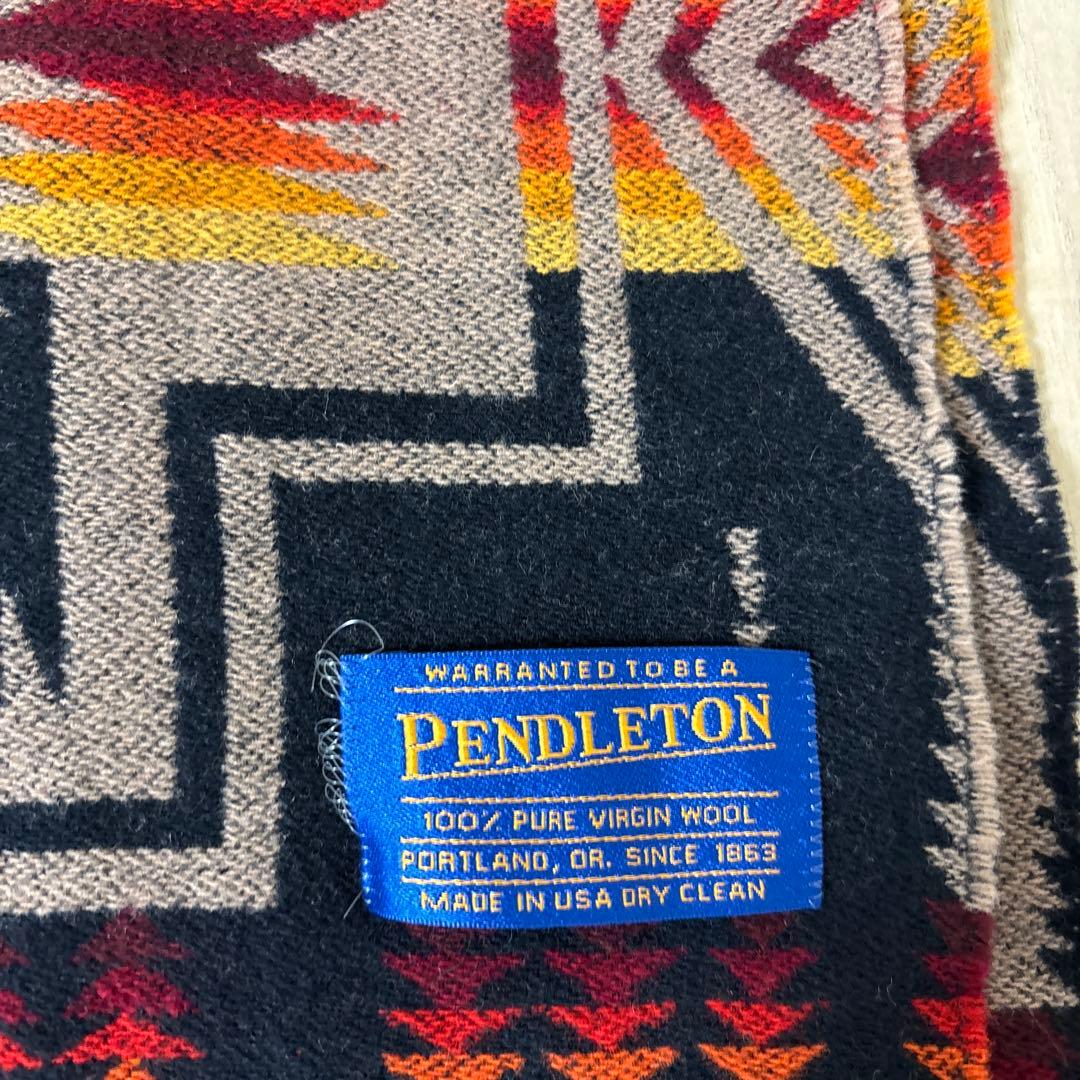 WARRANTED TO BE A
PENDLETON
100% PURE VIRGIN WOOL
PORTLAND, OR. SINCE 1863
MADE IN USA DRY CLEAN